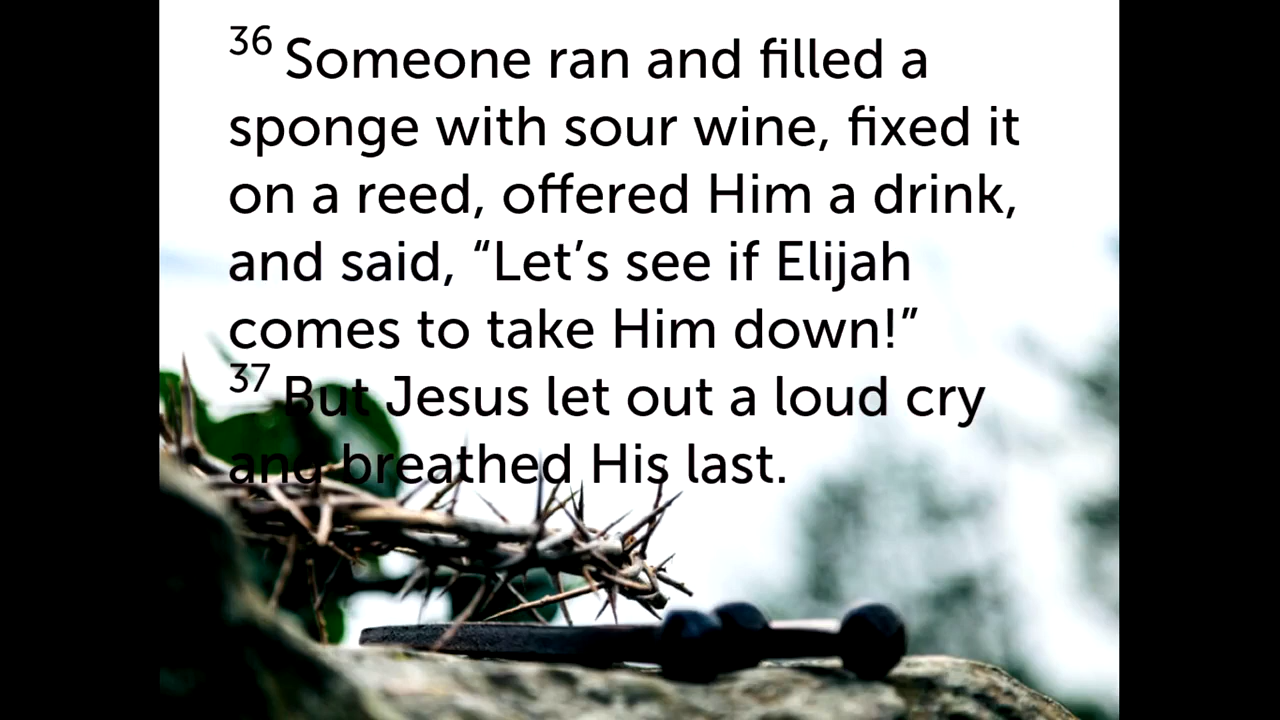 36 Someone ran and filled a
sponge with sour wine, fixed it
on a reed, offered Him a drink,
and said, “Let’s see if Elijah
comes to take Him down!”
37 But Jesus let out a loud cry
and breathed His last.